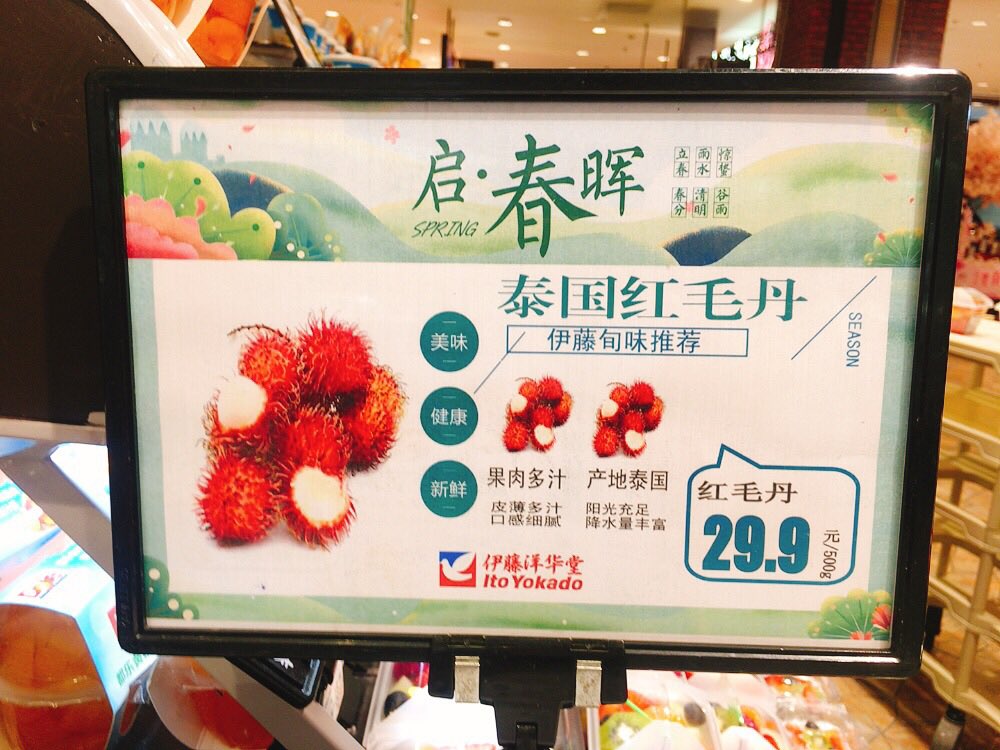 启·春晖
SPRING
立春 雨水 惊蛰
春分 清明 谷雨
泰国红毛丹
伊藤旬味推荐
SEASON
美味
健康
新鲜
果肉多汁
皮薄多汁
口感细腻
产地泰国
阳光充足
降水量丰富
红毛丹
29.9
元/500g
伊藤洋华堂
Ito Yokado